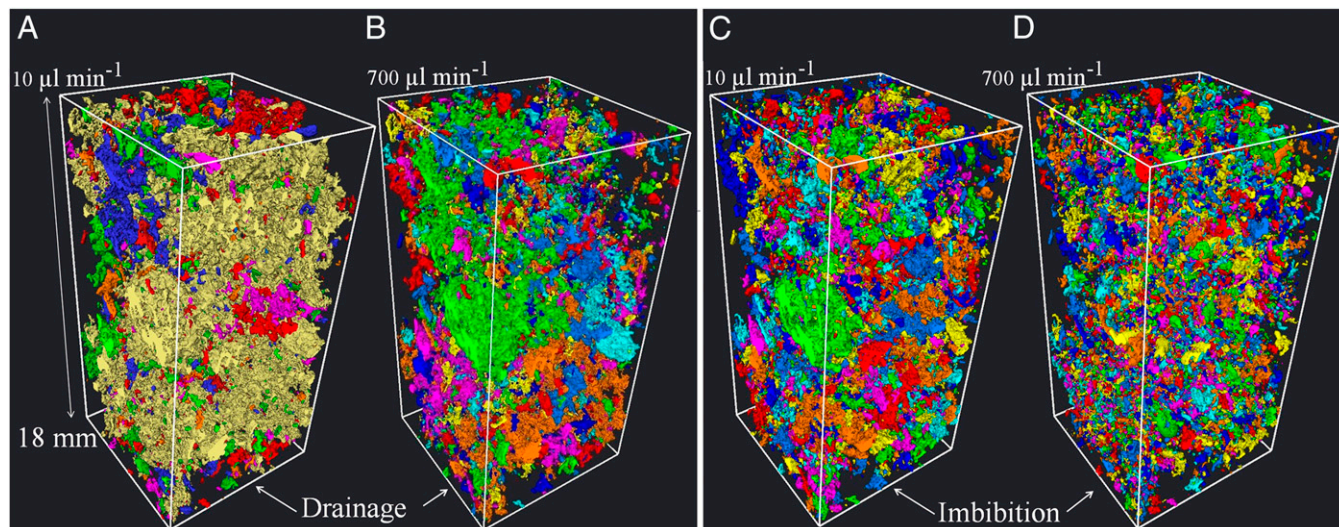 A
B
C
D
10 µl min⁻¹
700 µl min⁻¹
10 µl min⁻¹
700 µl min⁻¹
18 mm
Drainage
Imbibition